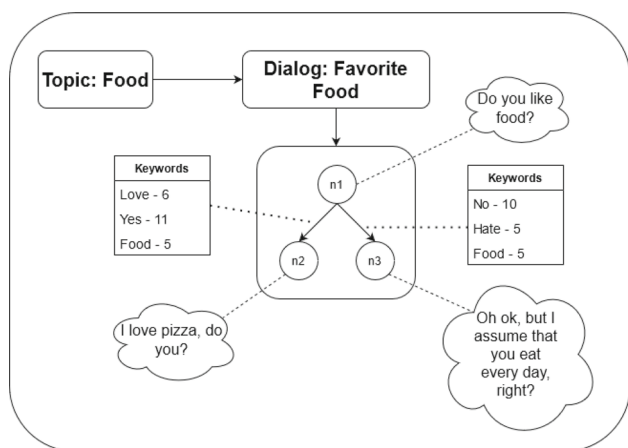 Topic: Food
Dialog: Favorite
Food
Do you like
food?
n1
Keywords
Love - 6
Yes - 11
Food - 5
Keywords
No - 10
Hate - 5
Food - 5
n2
n3
I love pizza, do
you?
Oh ok, but I
assume that
you eat
every day,
right?